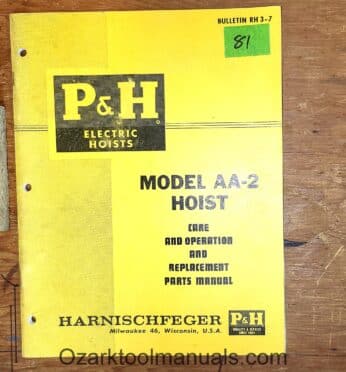 BULLETIN RH 3-7
81
P&H
ELECTRIC
HOISTS
MODEL AA-2
HOIST
CARE
AND OPERATION
AND
REPLACEMENT
PARTS MANUAL
HARNISCHFEGER
Milwaukee 46, Wisconsin, U.S.A.
P&H
Ozarktoolmanuals.com